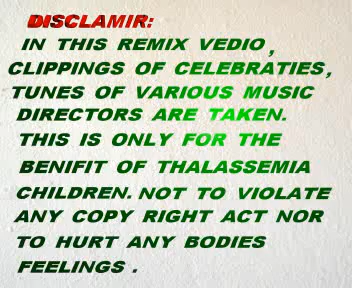 DISCLAMIR:
IN THIS REMIX VEDIO,
CLIPPINGS OF CELEBRATIES,
TUNES OF VARIOUS MUSIC
DIRECTORS ARE TAKEN.
THIS IS ONLY FOR THE
BENIFIT OF THALASSEMIA
CHILDREN. NOT TO VIOLATE
ANY COPY RIGHT ACT NOR
TO HURT ANY BODIES
FEELINGS .